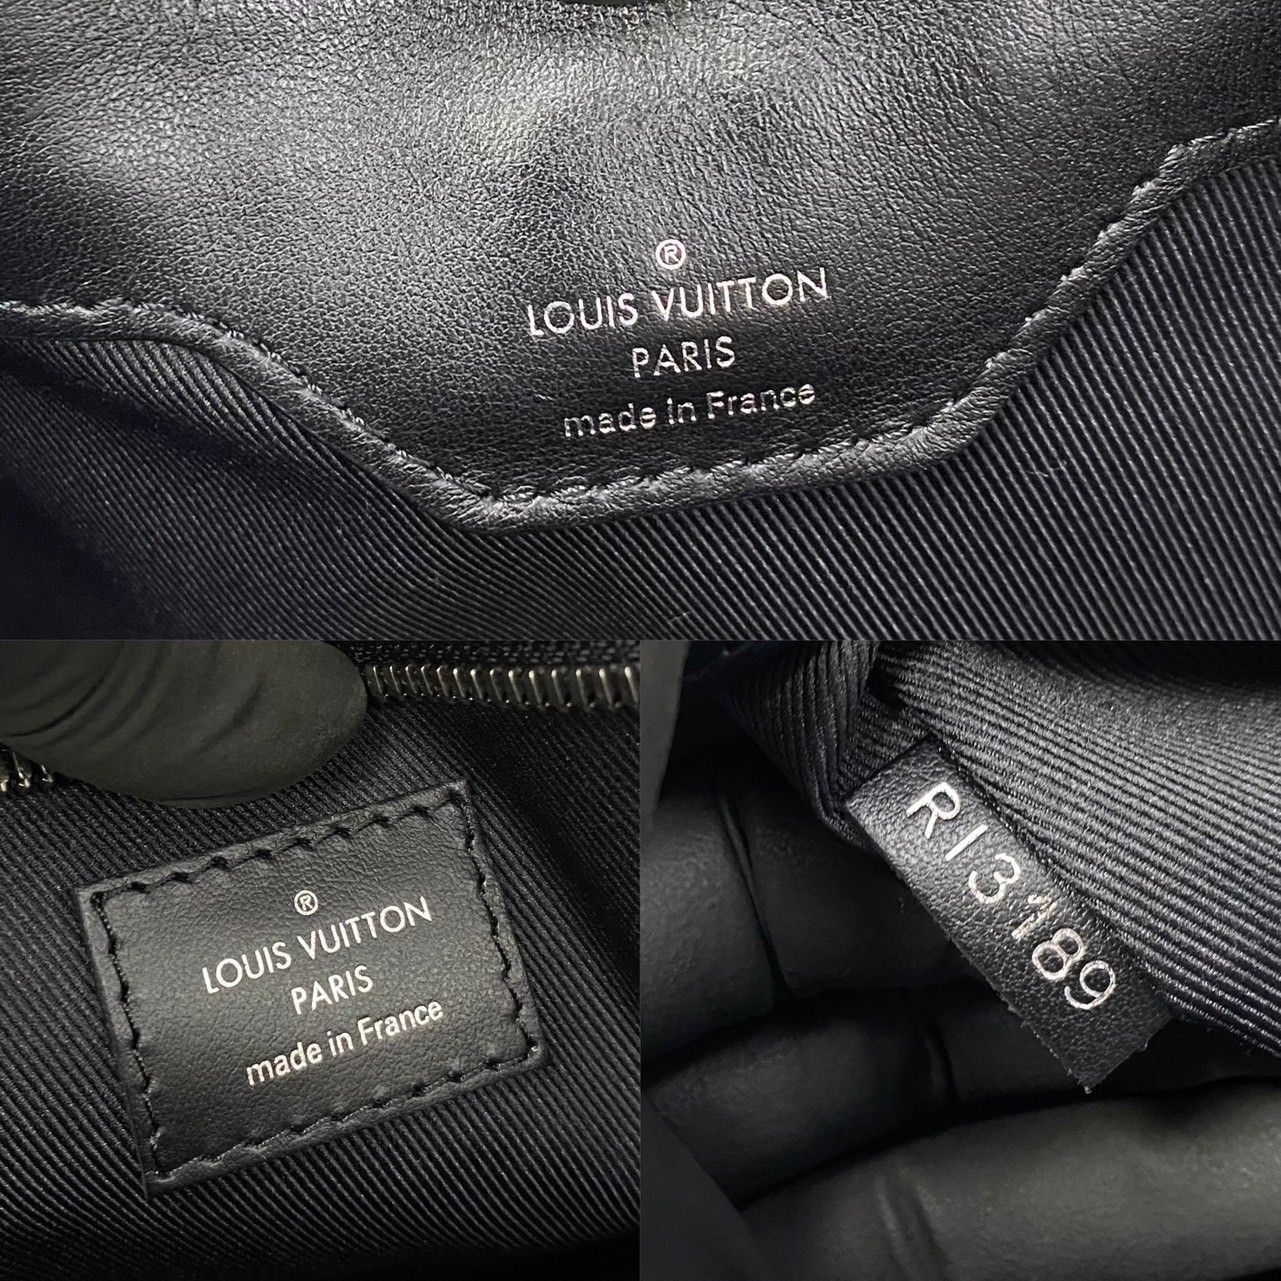 ®
LOUIS VUITTON
PARIS
made in France
®
LOUIS VUITTON
PARIS
made in France
RI3189